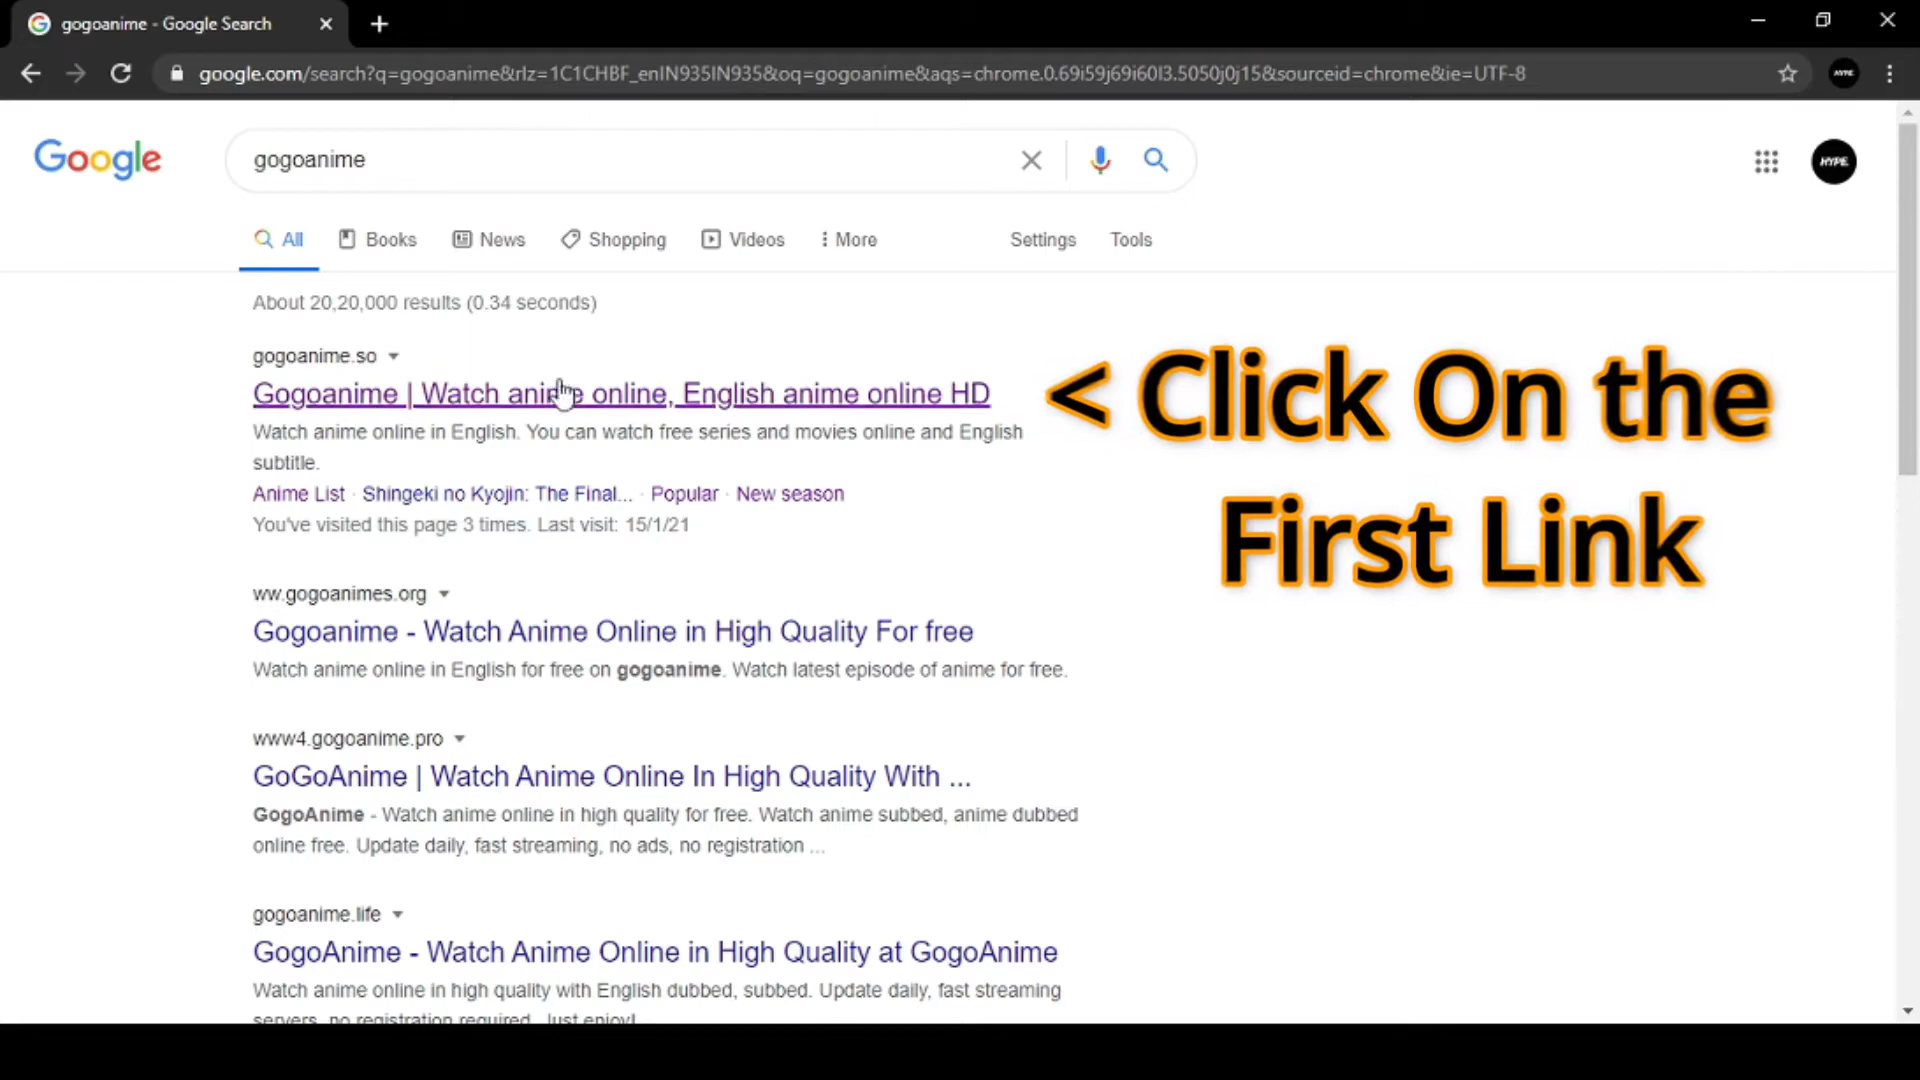 gogoanime - Google Search
google.com/search?q=gogoanime&rlz=1C1CHBF_enIN935IN935&oq=gogoanime&aqs=chrome.0.69i59j69i60l3.5050j0j15&sourceid=chrome&ie=UTF-8
HYPE
Google
gogoanime
HYPE
All
Books
News
Shopping
Videos
More
Settings
Tools
About 20,20,000 results (0.34 seconds)
gogoanime.so
Gogoanime | Watch anime online, English anime online HD
Watch anime online in English. You can watch free series and movies online and English
subtitle.
Anime List · Shingeki no Kyojin: The Final... · Popular · New season
You've visited this page 3 times. Last visit: 15/1/21
< Click On the
First Link
ww.gogoanimes.org
Gogoanime - Watch Anime Online in High Quality For free
Watch anime online in English for free on gogoanime. Watch latest episode of anime for free.
www4.gogoanime.pro
GoGoAnime | Watch Anime Online In High Quality With ...
GogoAnime - Watch anime online in high quality for free. Watch anime subbed, anime dubbed
online free. Update daily, fast streaming, no ads, no registration ...
gogoanime.life
GogoAnime - Watch Anime Online in High Quality at GogoAnime
Watch anime online in high quality with English dubbed, subbed. Update daily, fast streaming
servers, no registration required. Just enjoy!